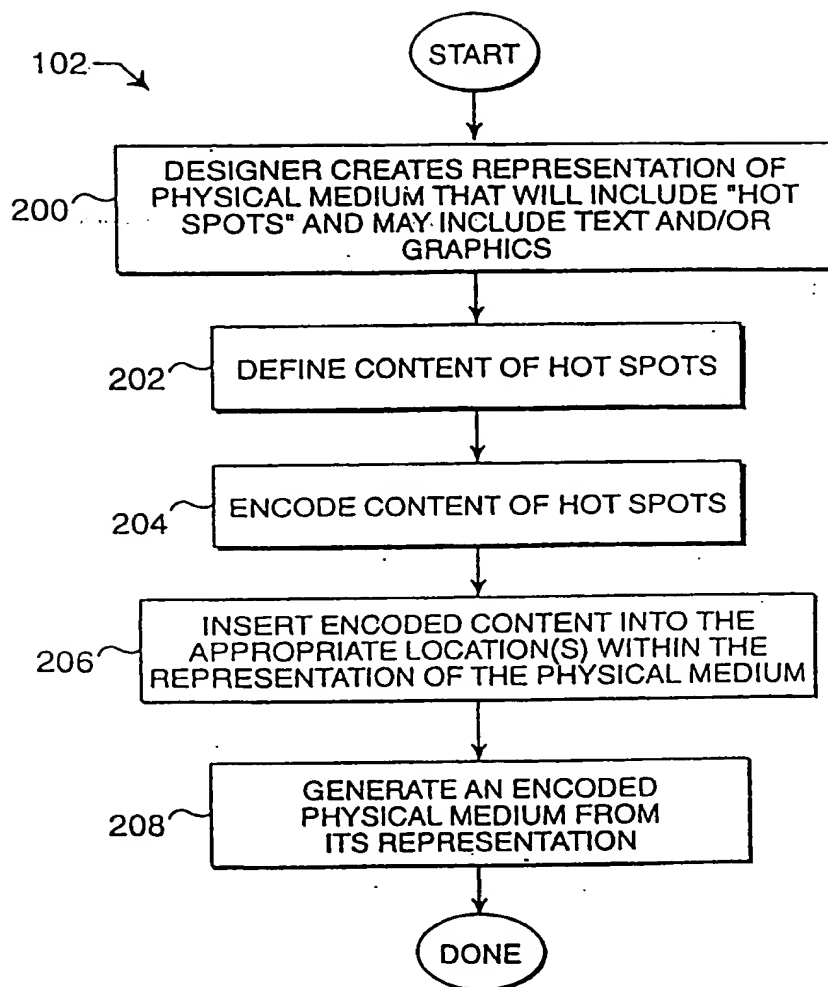 START
102
DESIGNER CREATES REPRESENTATION OF
PHYSICAL MEDIUM THAT WILL INCLUDE "HOT
SPOTS" AND MAY INCLUDE TEXT AND/OR
GRAPHICS
200
DEFINE CONTENT OF HOT SPOTS
202
ENCODE CONTENT OF HOT SPOTS
204
INSERT ENCODED CONTENT INTO THE
APPROPRIATE LOCATION(S) WITHIN THE
REPRESENTATION OF THE PHYSICAL MEDIUM
206
GENERATE AN ENCODED
PHYSICAL MEDIUM FROM
ITS REPRESENTATION
208
DONE